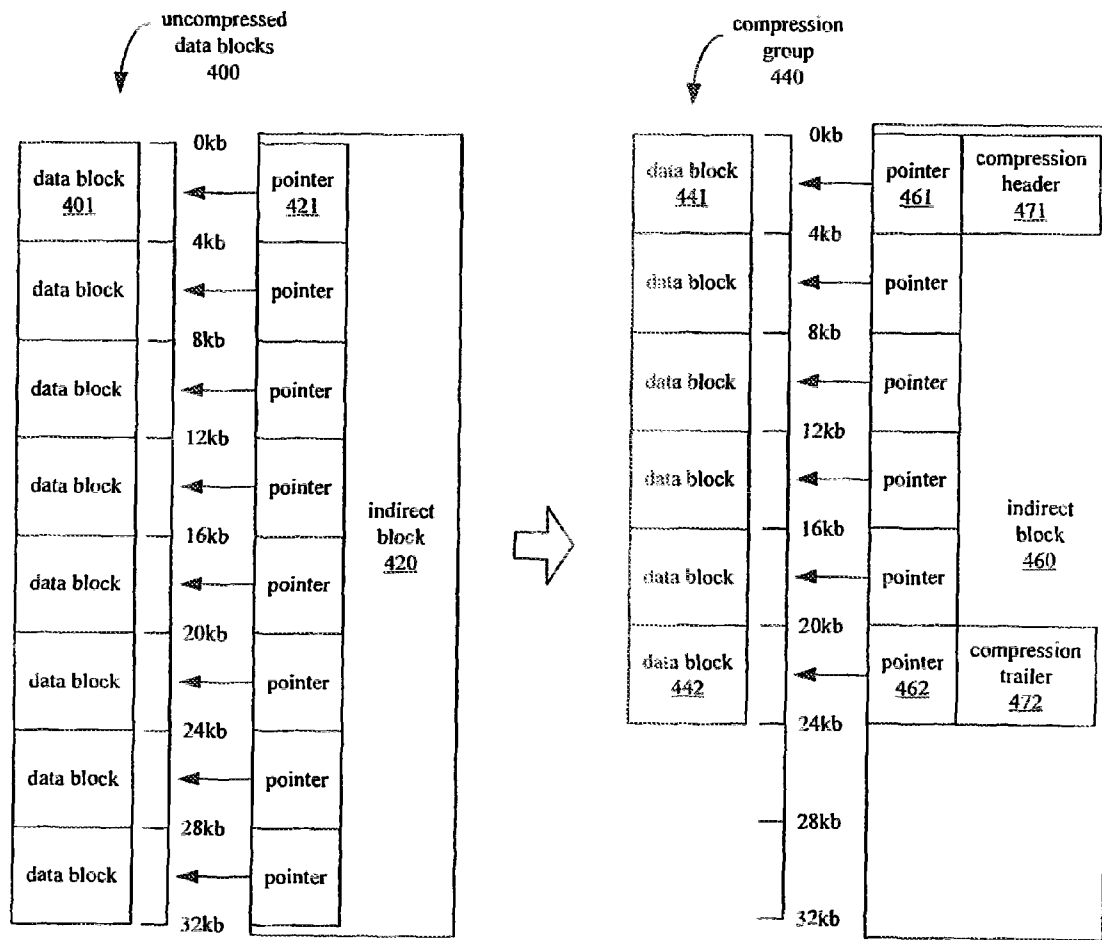 uncompressed
data blocks
400
0kb
data block
401
pointer
421
4kb
data block
pointer
8kb
data block
pointer
12kb
data block
pointer
16kb
indirect
block
420
data block
pointer
20kb
data block
pointer
24kb
data block
pointer
28kb
data block
pointer
32kb
compression
group
440
0kb
data block
441
pointer
461
compression
header
471
4kb
data block
pointer
8kb
data block
pointer
12kb
data block
pointer
16kb
indirect
block
460
data block
pointer
20kb
data block
442
pointer
462
compression
trailer
472
24kb
28kb
32kb